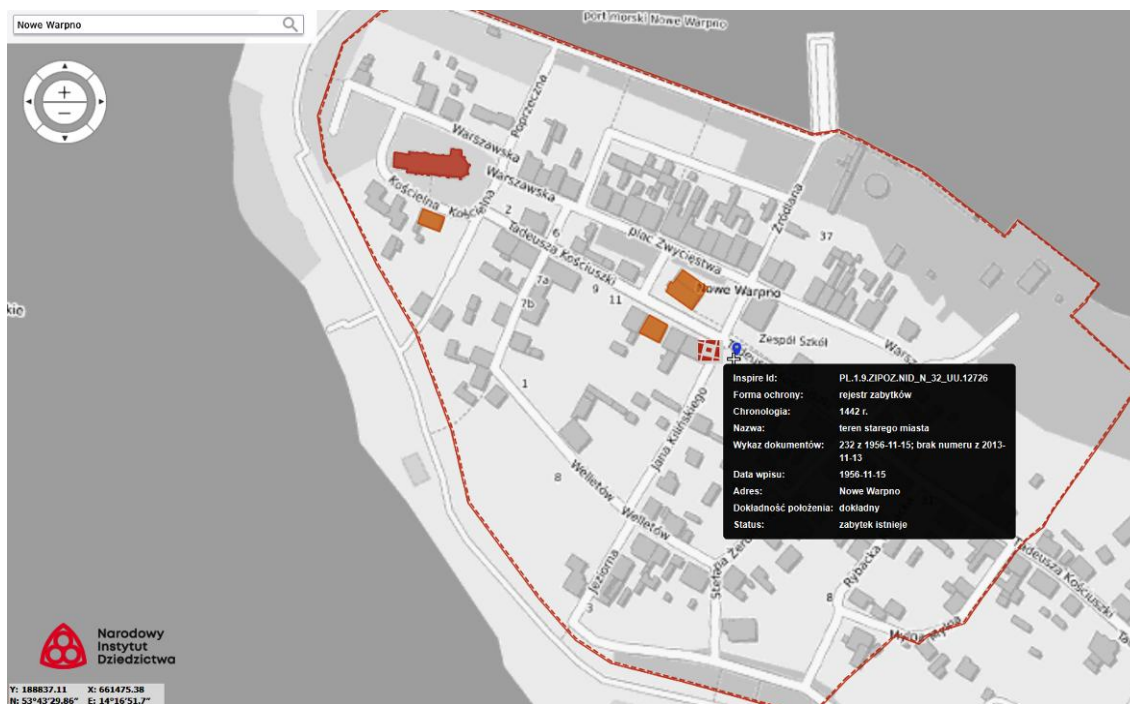 Nowe Warpno
port morski Nowe Warpno
Poprzeczna
Warszawska
Warszawska
Źródlana
Kościelna
Kościelna
2
6
Tadeusza Kościuszki
plac Zwycięstwa
37
7a
9
11
7b
Nowe Warpno
kie
Zespół Szkół
1
Jana Kilińskiego
8
Welletów
Welletów
Jeziorna
3
Rybacka
8
Tadeusza Kościuszki
Inspire Id: PL.1.9.ZIPOZ.NID_N_32_UU.12726
Forma ochrony: rejestr zabytków
Chronologia: 1442 r.
Nazwa: teren starego miasta
Wykaz dokumentów: 232 z 1956-11-15; brak numeru z 2013-
11-13
Data wpisu: 1956-11-15
Adres: Nowe Warpno
Dokładność położenia: dokładny
Status: zabytek istnieje
Narodowy
Instytut
Dziedzictwa
Y: 188837.11 X: 661475.38
N: 53°43'29.86" E: 14°16'51.7"